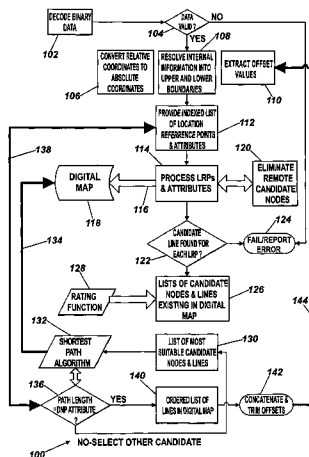 DECODE BINARY
DATA
102
DATA
VALID ?
104
NO
YES
108
CONVERT RELATIVE
COORDINATES TO
ABSOLUTE
COORDINATES
106
RESOLVE INTERNAL
INFORMATION INTO
UPPER AND LOWER
BOUNDARIES
EXTRACT OFFSET
VALUES
110
PROVIDE INDEXED LIST
OF LOCATION
REFERRENCE POINTS
& ATTRIBUTES
112
138
114
DIGITAL
MAP
118
116
PROCESS LRPs
& ATTRIBUTES
120
ELIMINATE
REMOTE
CANDIDATE
NODES
134
CANDIDATE
LINE FOUND FOR
EACH LRP ?
122
124
FAIL/REPORT
ERROR
128
RATING
FUNCTION
LISTS OF CANDIDATE
NODES & LINES
EXISTING IN DIGITAL
MAP
126
144
132
SHORTEST
PATH
ALGORITHM
LIST OF MOST
SUITABLE CANDIDATE
NODES & LINES
130
136
PATH LENGTH
=DNP ATTRIBUTE
?
YES
140
ORDERED LIST OF
LINES IN DIGITAL MAP
142
CONCATENATE &
TRIM OFFSETS
100
NO-SELECT OTHER CANDIDATE